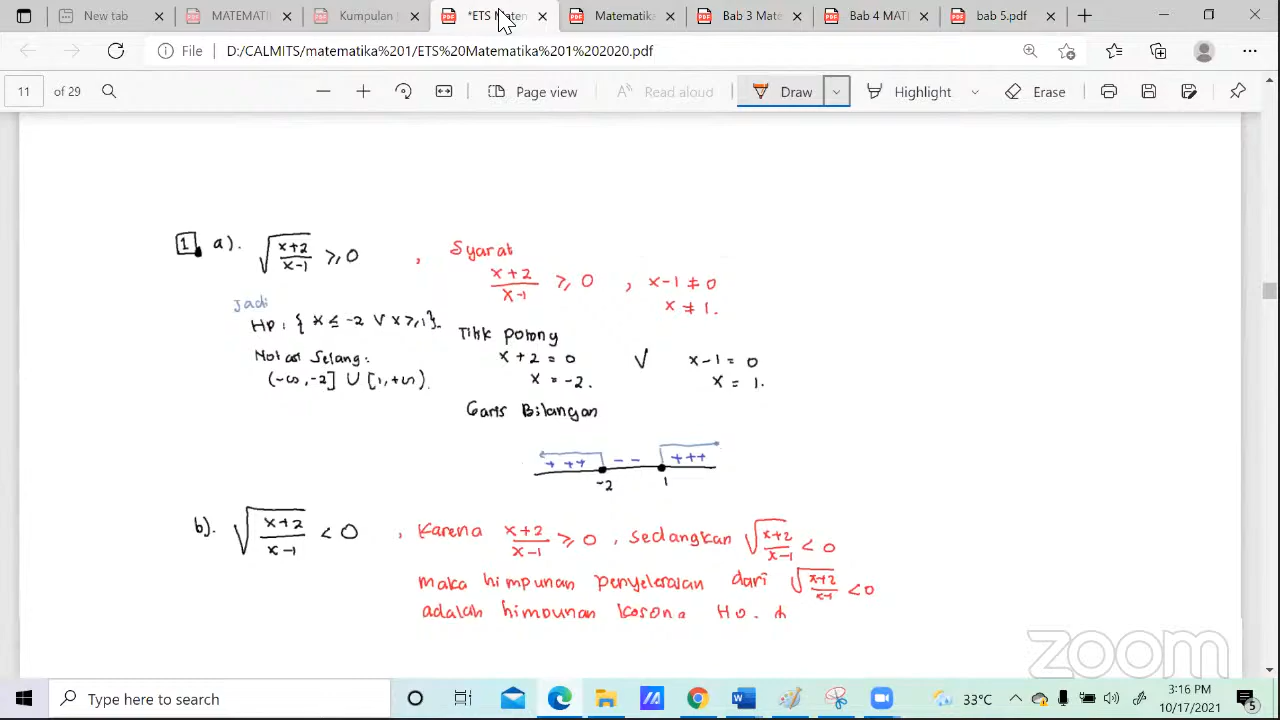 New tab
MATEMATI
Kumpulan
*ETS Matem
Matematika
Bab 3 Mate
Bab 4 MAT
bab 5.pdf
File
D:/CALMITS/matematika%201/ETS%20Matematika%201%202020.pdf
11 of 29
Page view
Read aloud
Draw
Highlight
Erase
1 a). √(x+2)/(x-1) ≥ 0 , Syarat
(x+2)/(x-1) ≥ 0 , x-1 ≠ 0
x ≠ 1.
Jadi
HP : { x ≤ -2 V x ≥ 1}.
Titik potong
Notasi Selang:
x + 2 = 0 V x-1 = 0
(-∞,-2] U [1,+∞)
x = -2. x = 1.
Garis Bilangan
+ ++ -- +++
-2 1
b). √(x+2)/(x-1) < 0 , Karena (x+2)/(x-1) ≥ 0 , sedangkan √(x+2)/(x-1) < 0
maka himpunan penyelesaian dari √(x+2)/(x-1) < 0
adalah himpunan kosong
zoom
Type here to search
33°C
3:16 PM
10/17/2021
5